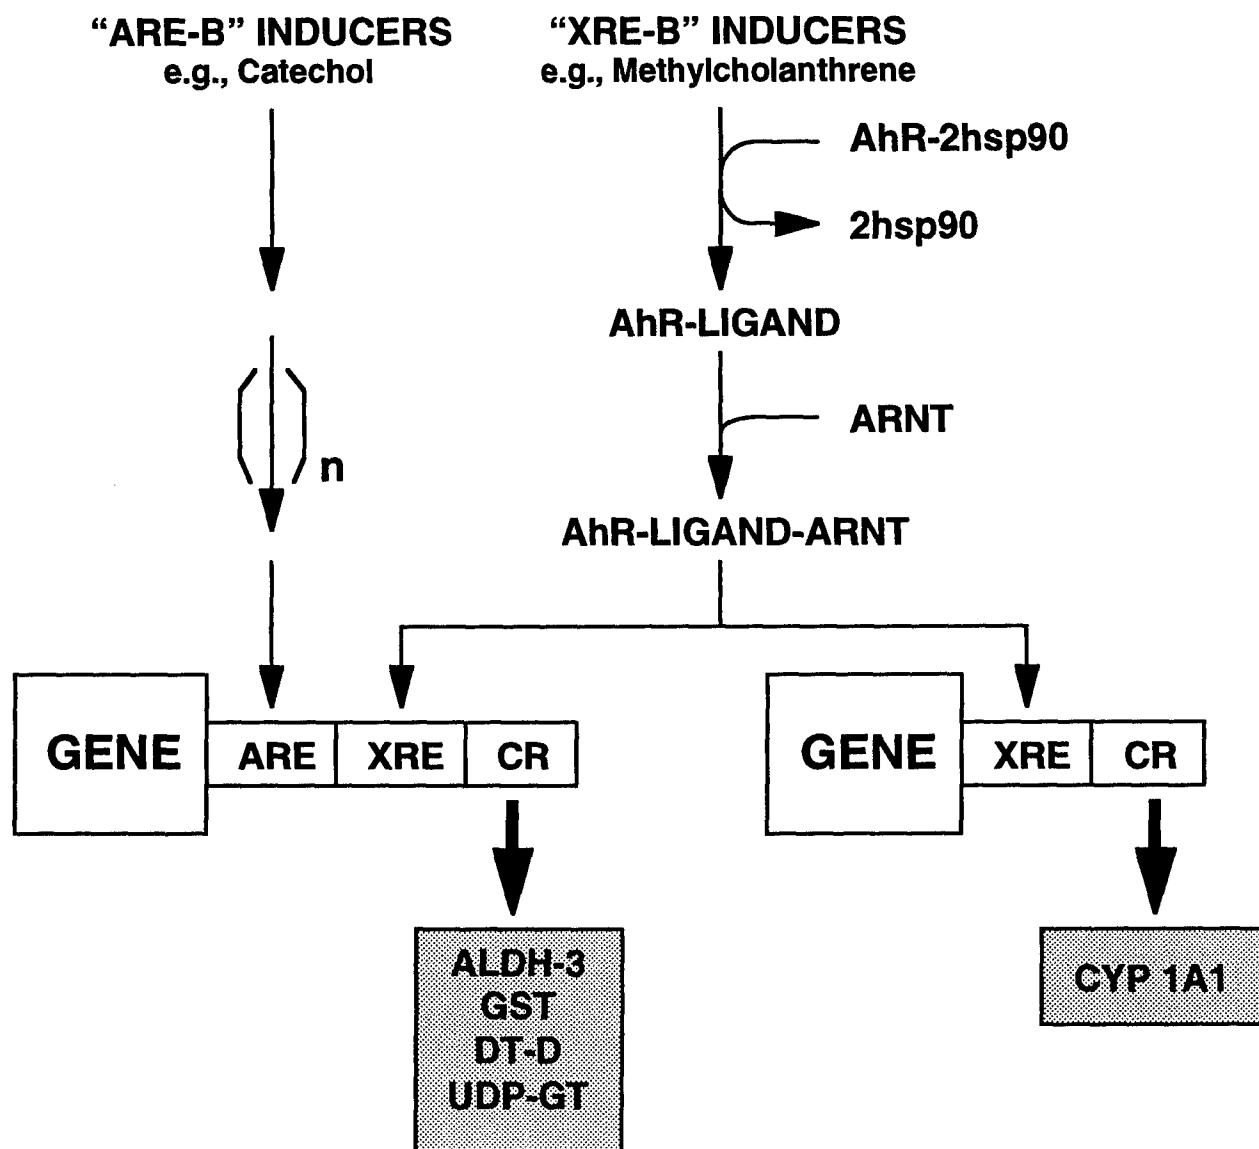 “ARE-B” INDUCERS
e.g., Catechol
“XRE-B” INDUCERS
e.g., Methylcholanthrene
AhR-2hsp90
2hsp90
AhR-LIGAND
ARNT
n
AhR-LIGAND-ARNT
GENE
ARE
XRE
CR
GENE
XRE
CR
ALDH-3
GST
DT-D
UDP-GT
CYP 1A1